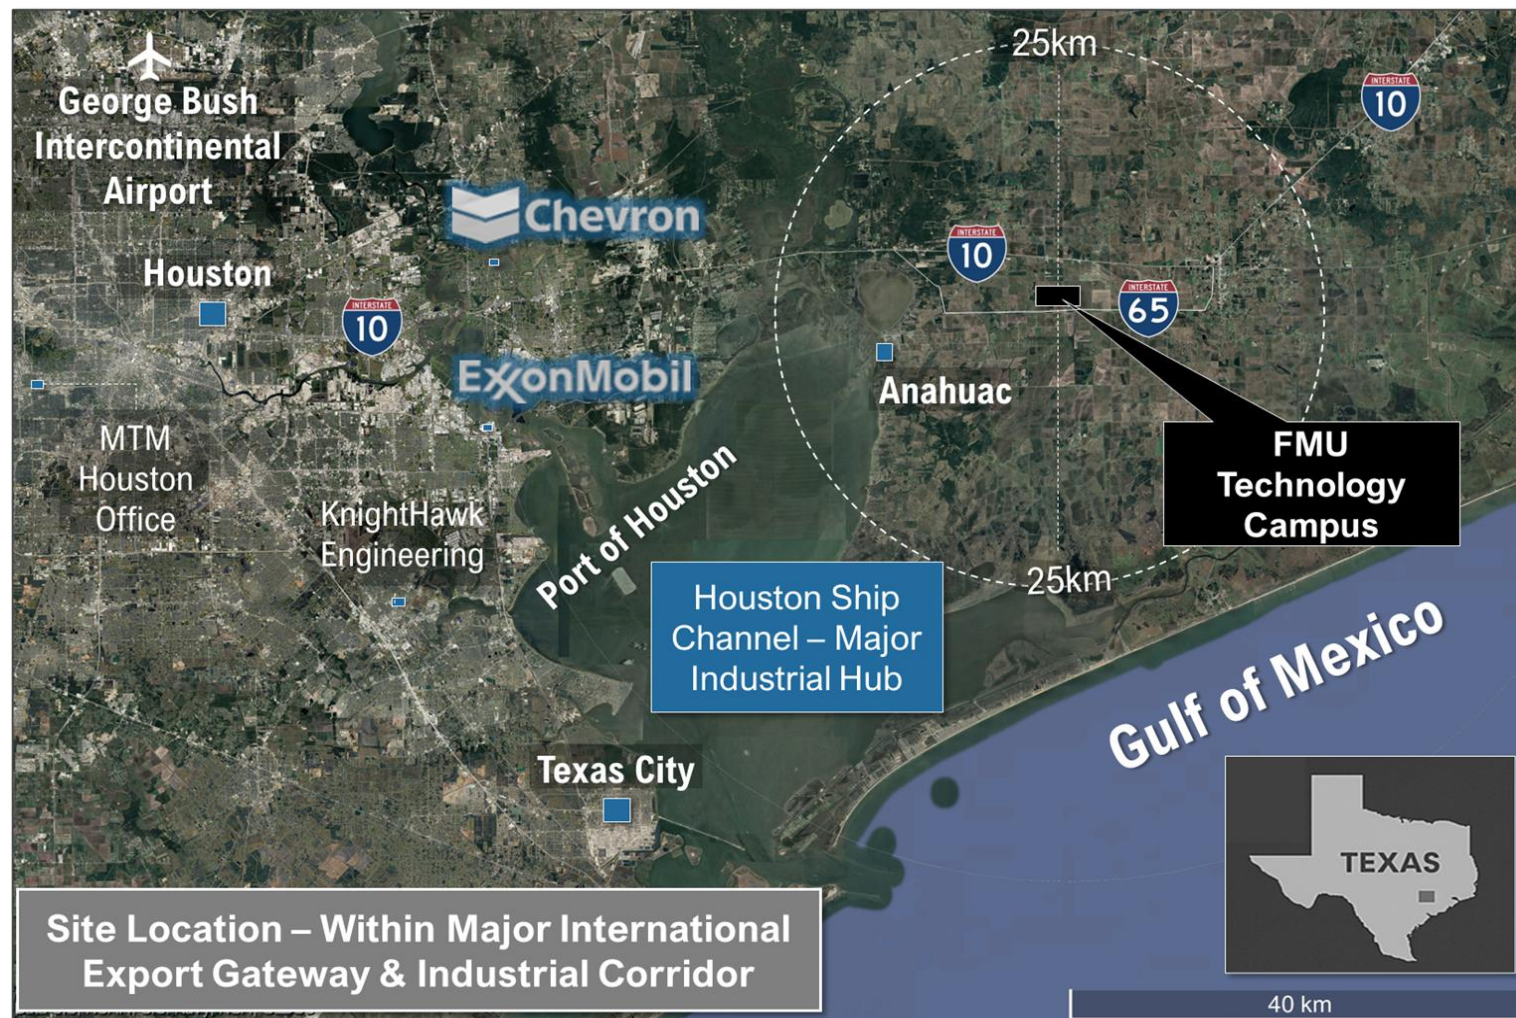 25km
George Bush
Intercontinental
Airport
INTERSTATE
10
Chevron
Houston
INTERSTATE
10
INTERSTATE
10
INTERSTATE
65
ExxonMobil
Anahuac
MTM
Houston
Office
FMU
Technology
Campus
KnightHawk
Engineering
Port of Houston
25km
Houston Ship
Channel – Major
Industrial Hub
Gulf of Mexico
Texas City
TEXAS
Site Location – Within Major International
Export Gateway & Industrial Corridor
40 km